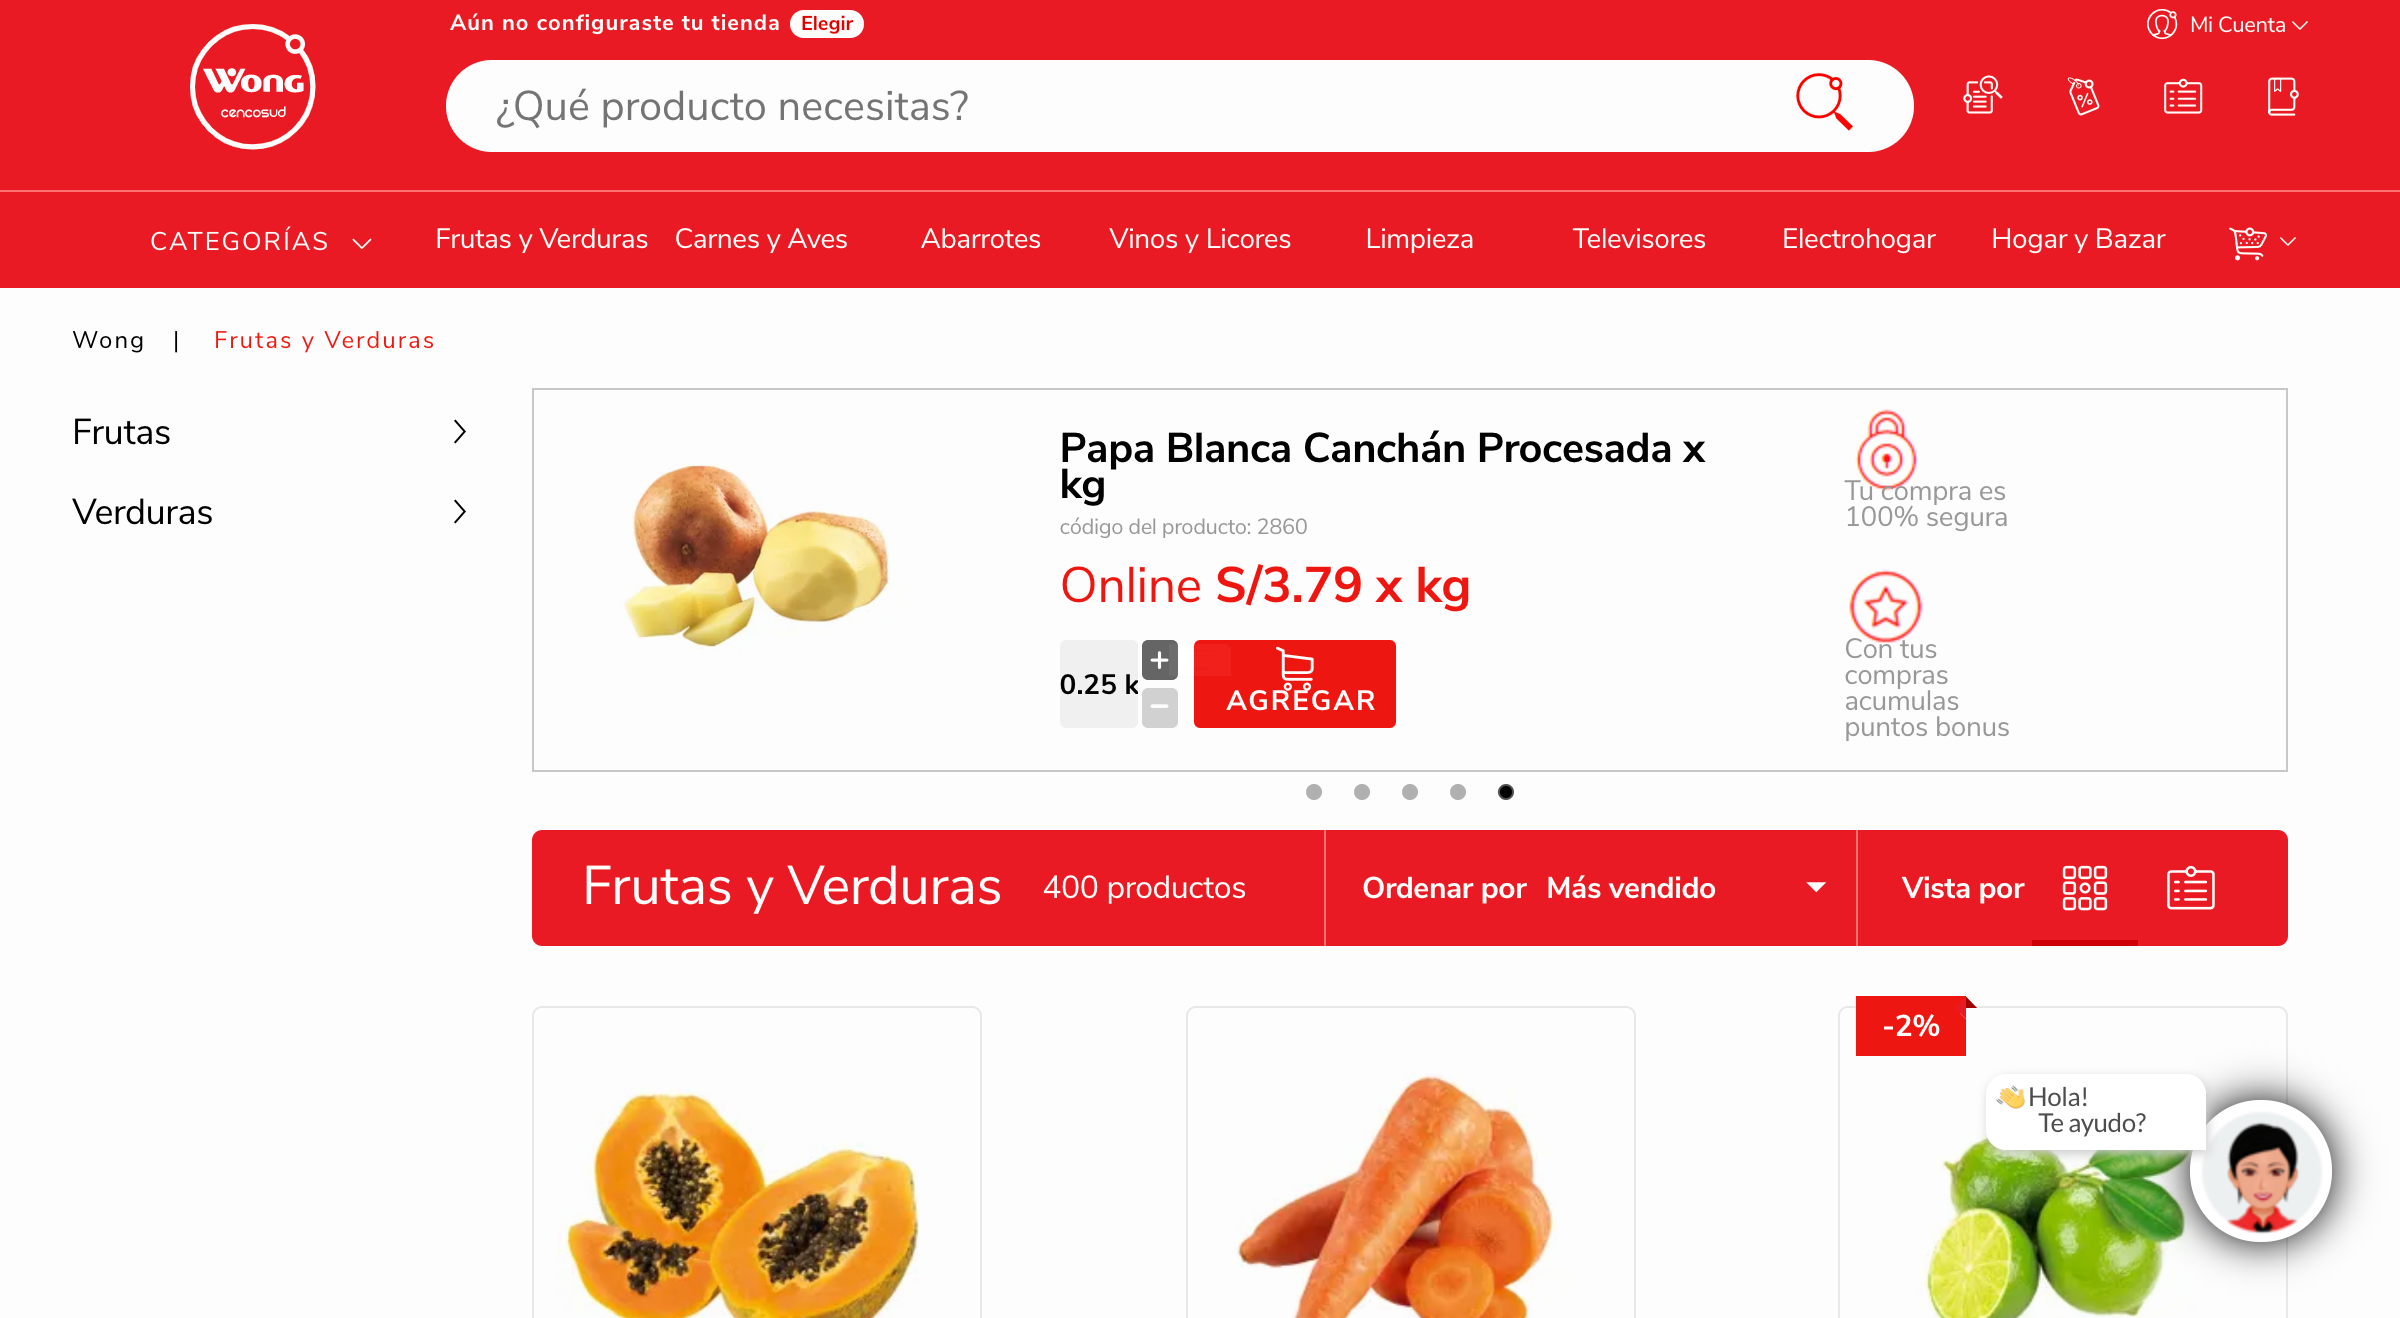 Aún no configuraste tu tienda Elegir
Mi Cuenta
Wong
cencosud
¿Qué producto necesitas?
CATEGORÍAS
Frutas y Verduras
Carnes y Aves
Abarrotes
Vinos y Licores
Limpieza
Televisores
Electrohogar
Hogar y Bazar
Wong | Frutas y Verduras
Frutas
Verduras
Papa Blanca Canchán Procesada x
kg
código del producto: 2860
Online S/3.79 x kg
0.25 k
+
−
AGREGAR
Tu compra es
100% segura
Con tus
compras
acumulas
puntos bonus
Frutas y Verduras 400 productos
Ordenar por Más vendido
Vista por
-2%
👋Hola!
Te ayudo?